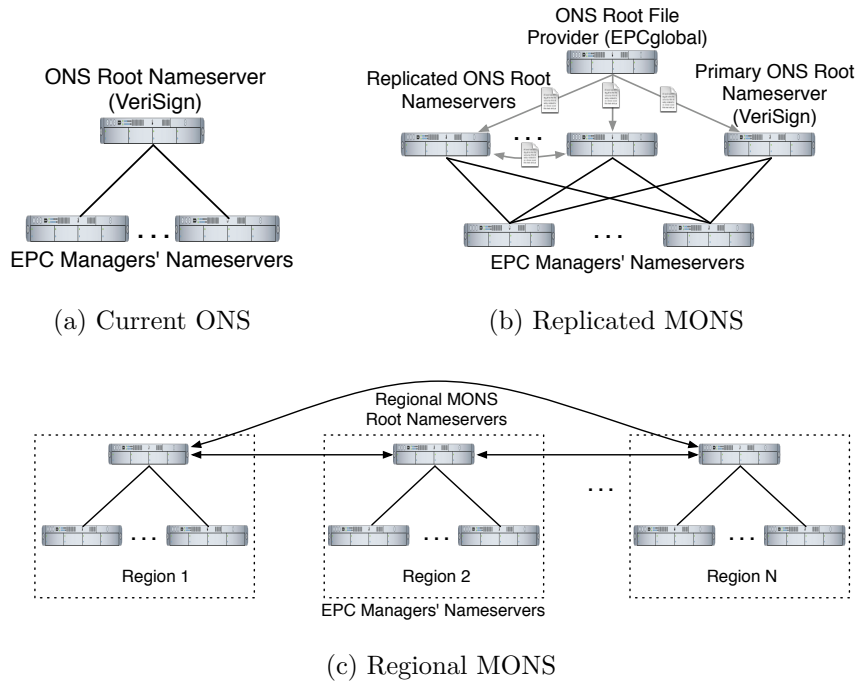 ONS Root Nameserver
(VeriSign)
. . .
EPC Managers' Nameservers
(a) Current ONS
ONS Root File
Provider (EPCglobal)
Replicated ONS Root
Nameservers
Primary ONS Root
Nameserver
(VeriSign)
. . .
. . .
EPC Managers' Nameservers
(b) Replicated MONS
Regional MONS
Root Nameservers
. . .
. . .
. . .
. . .
Region 1
Region 2
Region N
EPC Managers' Nameservers
(c) Regional MONS